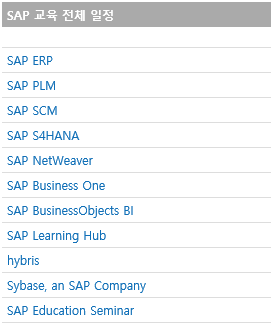 SAP 교육 전체 일정
SAP ERP
SAP PLM
SAP SCM
SAP S4HANA
SAP NetWeaver
SAP Business One
SAP BusinessObjects BI
SAP Learning Hub
hybris
Sybase, an SAP Company
SAP Education Seminar